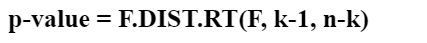 p-value = F.DIST.RT(F, k-1, n-k)